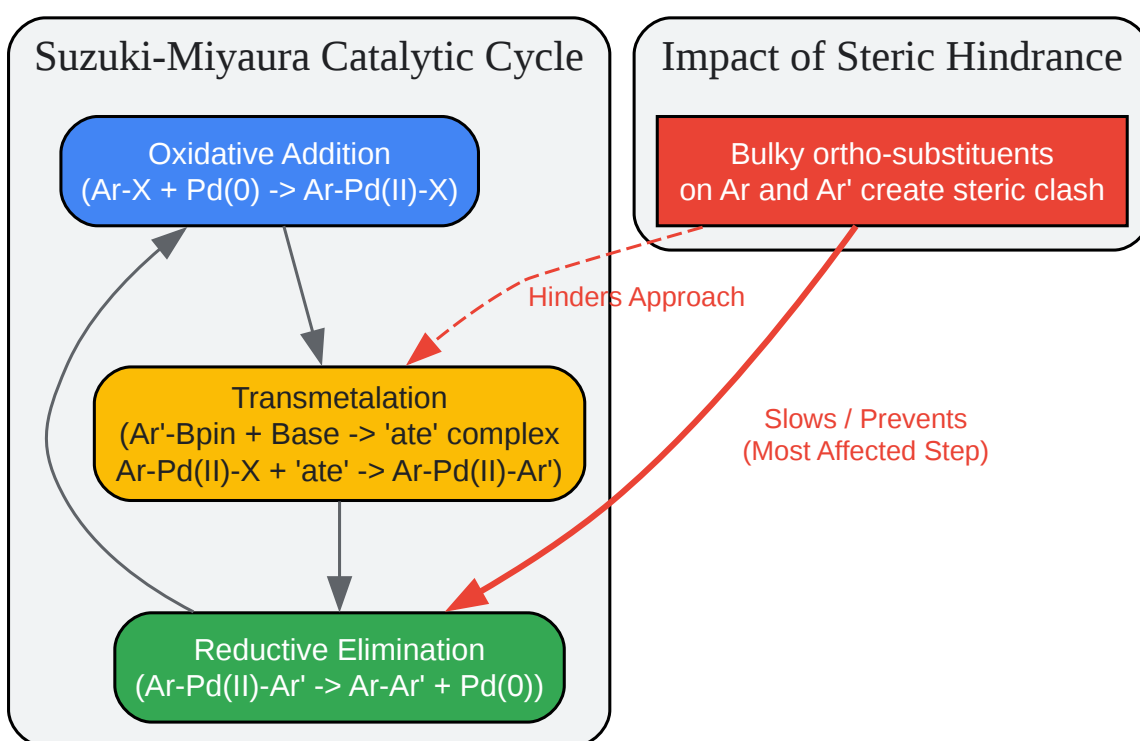 Suzuki-Miyaura Catalytic Cycle
Oxidative Addition
(Ar-X + Pd(0) -> Ar-Pd(II)-X)
Transmetalation
(Ar'-Bpin + Base -> 'ate' complex
Ar-Pd(II)-X + 'ate' -> Ar-Pd(II)-Ar')
Reductive Elimination
(Ar-Pd(II)-Ar' -> Ar-Ar' + Pd(0))
Impact of Steric Hindrance
Bulky ortho-substituents
on Ar and Ar' create steric clash
Hinders Approach
Slows / Prevents
(Most Affected Step)